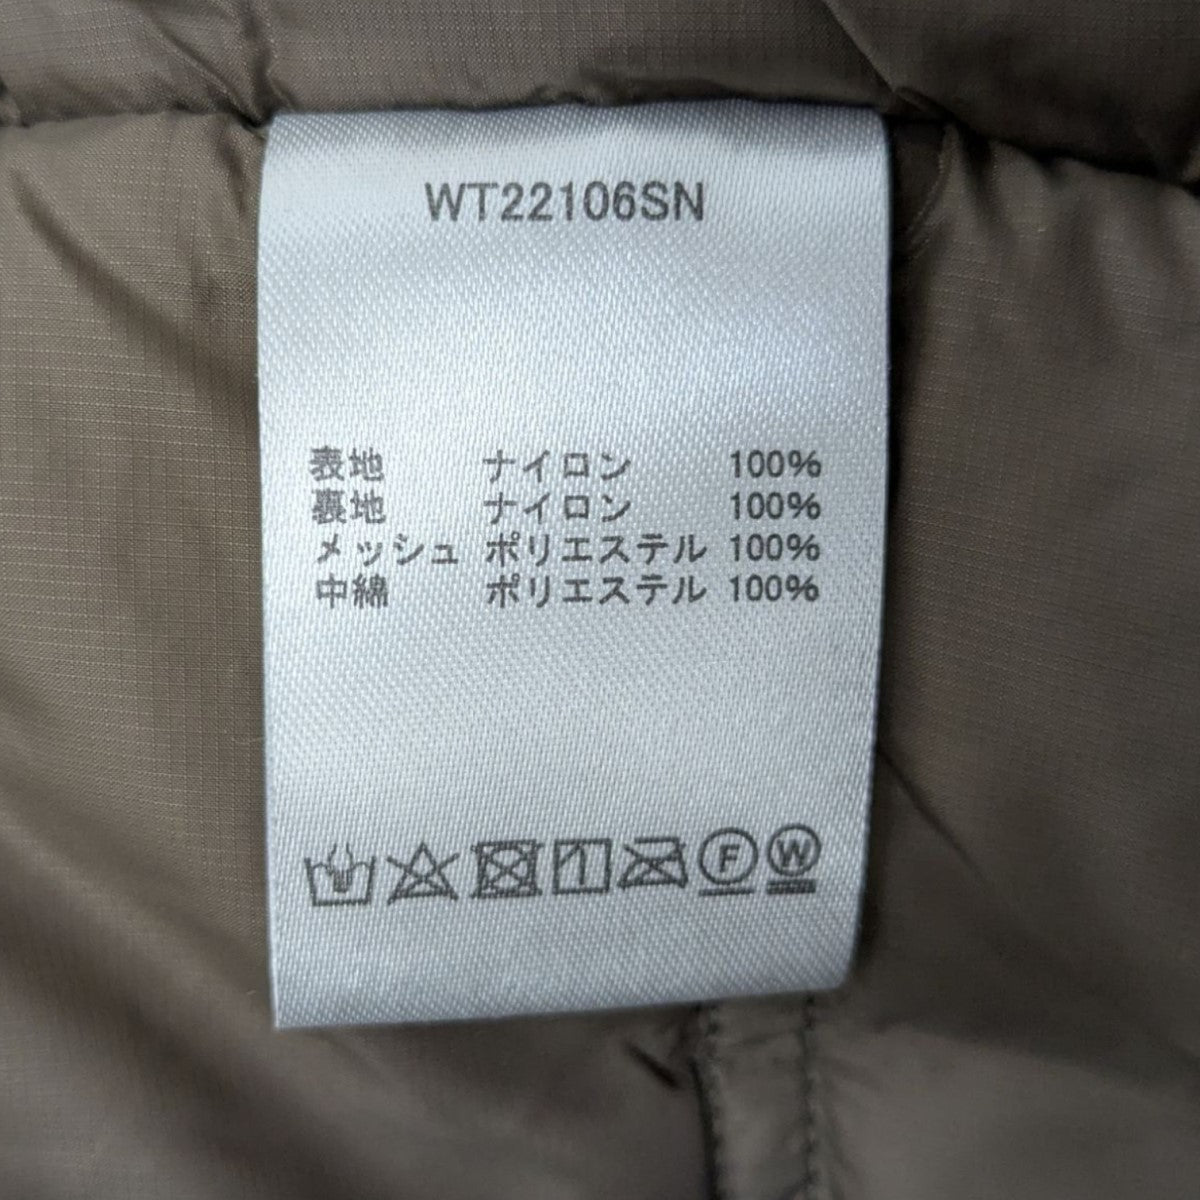 WT22106SN
表地 ナイロン 100%
裏地 ナイロン 100%
メッシュ ポリエステル 100%
中綿 ポリエステル 100%
F W